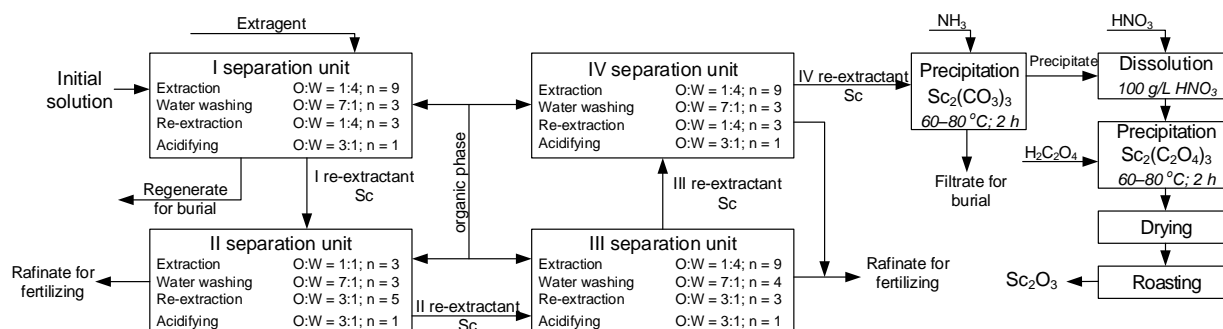 Extragent
Initial
solution
I separation unit
Extraction O:W = 1:4; n = 9
Water washing O:W = 7:1; n = 3
Re-extraction O:W = 1:4; n = 3
Acidifying O:W = 3:1; n = 1
Regenerate
for burial
I re-extractant
Sc
organic phase
II separation unit
Extraction O:W = 1:1; n = 3
Water washing O:W = 7:1; n = 3
Re-extraction O:W = 3:1; n = 5
Acidifying O:W = 3:1; n = 1
Rafinate for
fertilizing
II re-extractant
Sc
III separation unit
Extraction O:W = 1:4; n = 9
Water washing O:W = 7:1; n = 4
Re-extraction O:W = 3:1; n = 3
Acidifying O:W = 3:1; n = 1
III re-extractant
Sc
IV separation unit
Extraction O:W = 1:4; n = 9
Water washing O:W = 7:1; n = 3
Re-extraction O:W = 1:4; n = 3
Acidifying O:W = 3:1; n = 1
Rafinate for
fertilizing
IV re-extractant
Sc
NH₃
Precipitation
Sc₂(CO₃)₃
60–80 °C; 2 h
Filtrate for
burial
Precipitate
HNO₃
Dissolution
100 g/L HNO₃
H₂C₂O₄
Precipitation
Sc₂(C₂O₄)₃
60–80 °C; 2 h
Drying
Roasting
Sc₂O₃